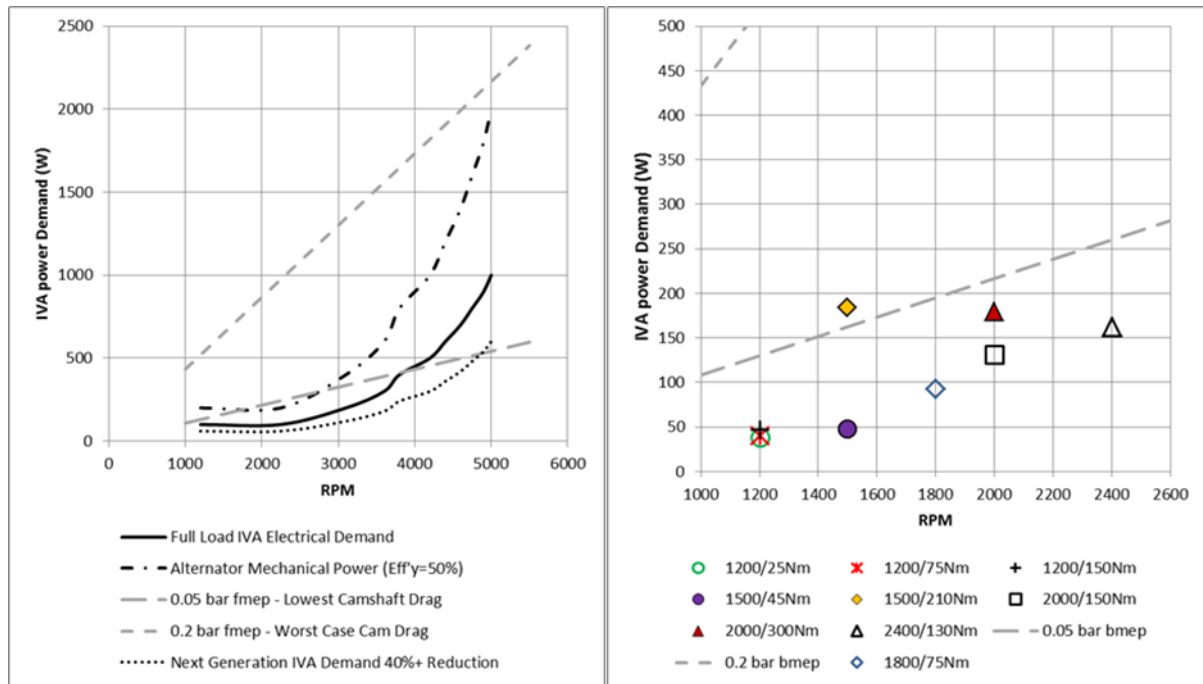 2500
2000
1500
1000
500
0
IVA power Demand (W)
0 1000 2000 3000 4000 5000 6000
RPM
Full Load IVA Electrical Demand
Alternator Mechanical Power (Eff'y=50%)
0.05 bar fmep - Lowest Camshaft Drag
0.2 bar fmep - Worst Case Cam Drag
Next Generation IVA Demand 40%+ Reduction
500
450
400
350
300
250
200
150
100
50
0
IVA power Demand (W)
1000 1200 1400 1600 1800 2000 2200 2400 2600
RPM
1200/25Nm 1200/75Nm 1200/150Nm
1500/45Nm 1500/210Nm 2000/150Nm
2000/300Nm 2400/130Nm 0.05 bar bmep
0.2 bar bmep 1800/75Nm